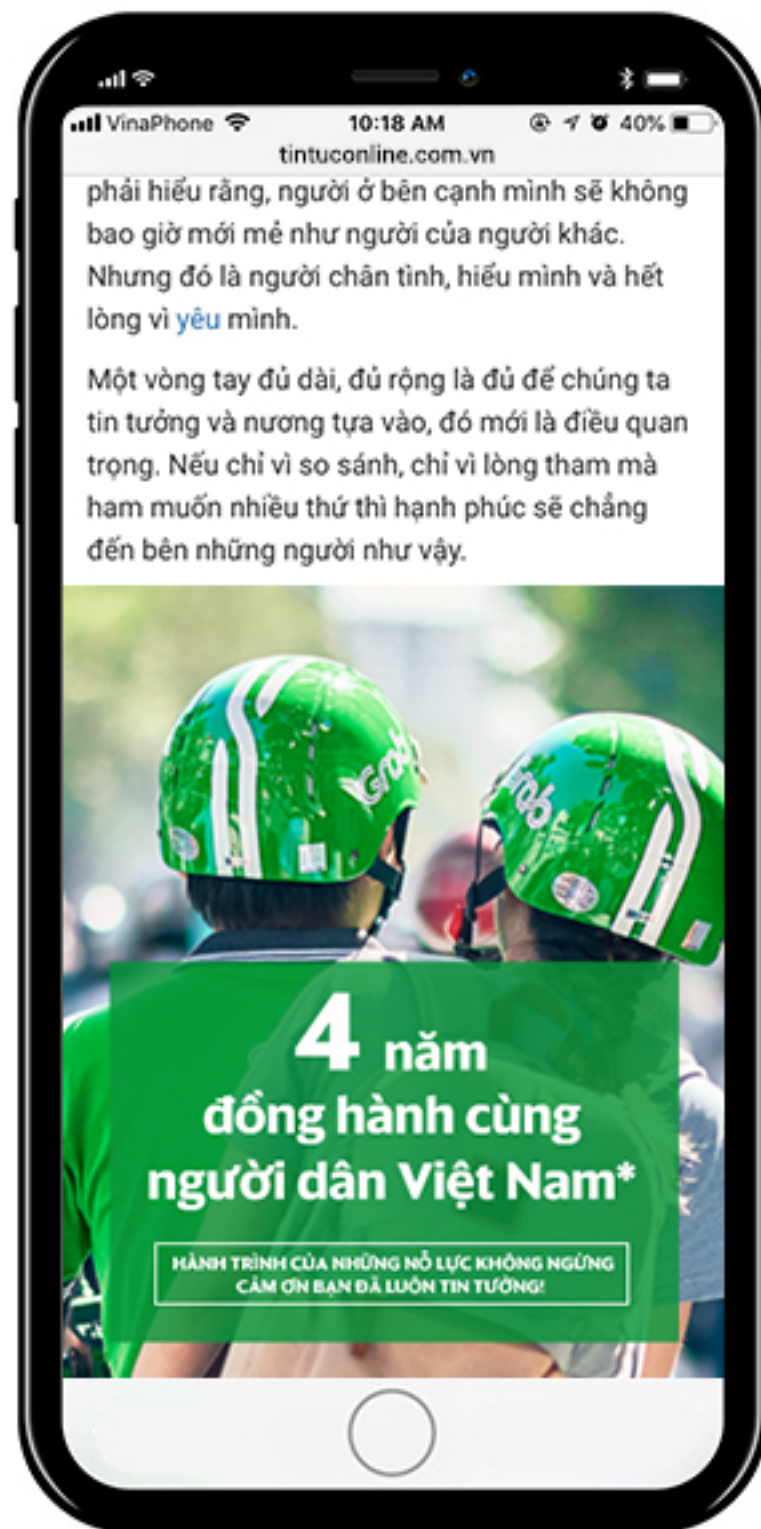 VinaPhone 10:18 AM 40%
tintuconline.com.vn
phải hiểu rằng, người ở bên cạnh mình sẽ không
bao giờ mới mẻ như người của người khác.
Nhưng đó là người chân tình, hiểu mình và hết
lòng vì yêu mình.
Một vòng tay đủ dài, đủ rộng là đủ để chúng ta
tin tưởng và nương tựa vào, đó mới là điều quan
trọng. Nếu chỉ vì so sánh, chỉ vì lòng tham mà
ham muốn nhiều thứ thì hạnh phúc sẽ chẳng
đến bên những người như vậy.
Grab
Grab
4 năm
đồng hành cùng
người dân Việt Nam*
HÀNH TRÌNH CỦA NHỮNG NỖ LỰC KHÔNG NGỪNG
CẢM ƠN BẠN ĐÃ LUÔN TIN TƯỞNG!